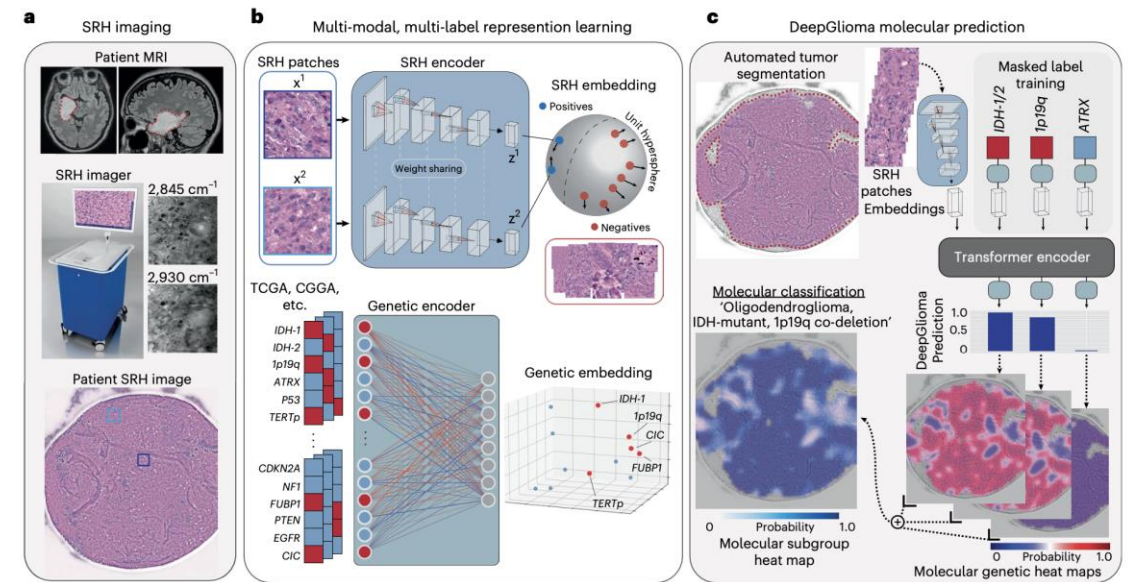 a
SRH imaging
Patient MRI
SRH imager
2,845 cm⁻¹
2,930 cm⁻¹
Patient SRH image
b
Multi-modal, multi-label represention learning
SRH patches
x¹
x²
SRH encoder
Weight sharing
z¹
z²
SRH embedding
Positives
Unit hypersphere
Negatives
TCGA, CGGA,
etc.
IDH-1
IDH-2
1p19q
ATRX
P53
TERTp
CDKN2A
NF1
FUBP1
PTEN
EGFR
CIC
Genetic encoder
Genetic embedding
IDH-1
1p19q
CIC
FUBP1
TERTp
c
DeepGlioma molecular prediction
Automated tumor
segmentation
SRH
patches
Embeddings
Masked label
training
IDH-1/2
1p19q
ATRX
Transformer encoder
Molecular classification
'Oligodendroglioma,
IDH-mutant, 1p19q co-deletion'
DeepGlioma
Prediction
1.0
0.5
0
0 Probability 1.0
Molecular subgroup
heat map
0 Probability 1.0
Molecular genetic heat maps